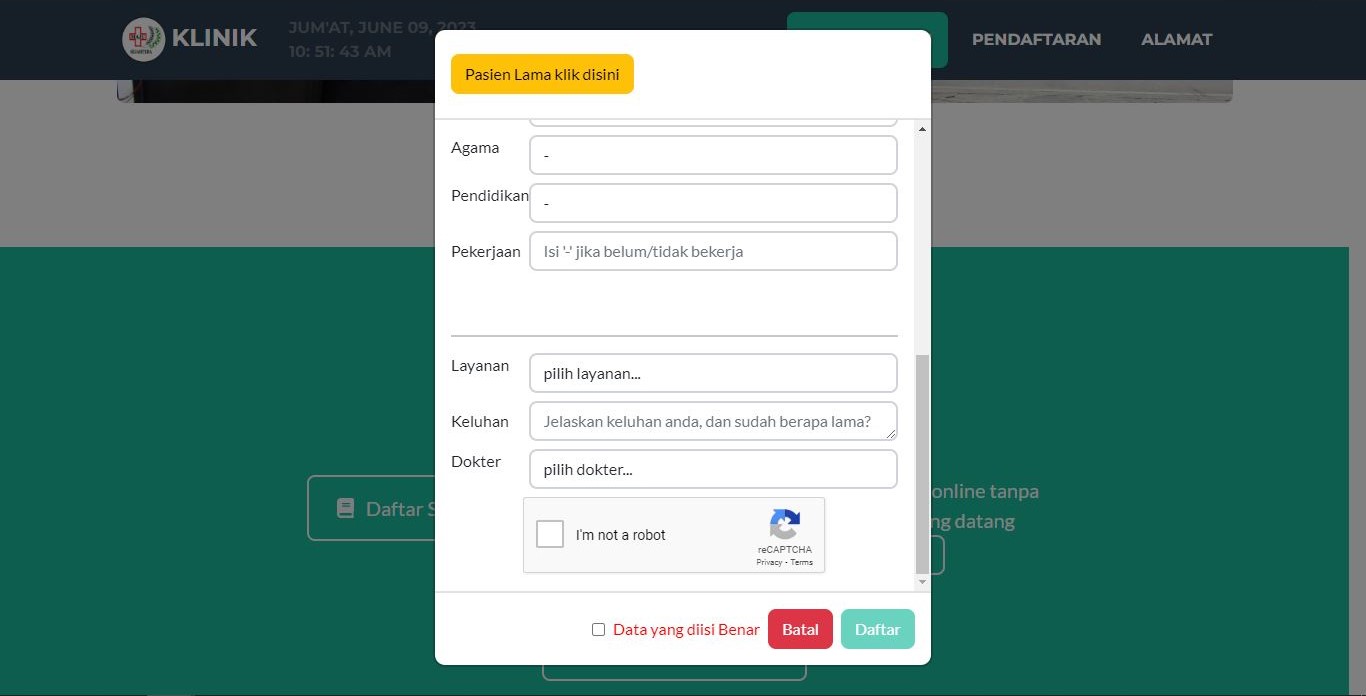 KLINIK
JUM'AT, JUNE 09, 2023
10: 51: 43 AM
PENDAFTARAN
ALAMAT
Pasien Lama klik disini
Agama
-
Pendidikan
-
Pekerjaan
Isi '-' jika belum/tidak bekerja
Layanan
pilih layanan...
Keluhan
Jelaskan keluhan anda, dan sudah berapa lama?
Dokter
pilih dokter...
I'm not a robot
reCAPTCHA
Privacy - Terms
Daftar S
online tanpa
ng datang
Data yang diisi Benar
Batal
Daftar